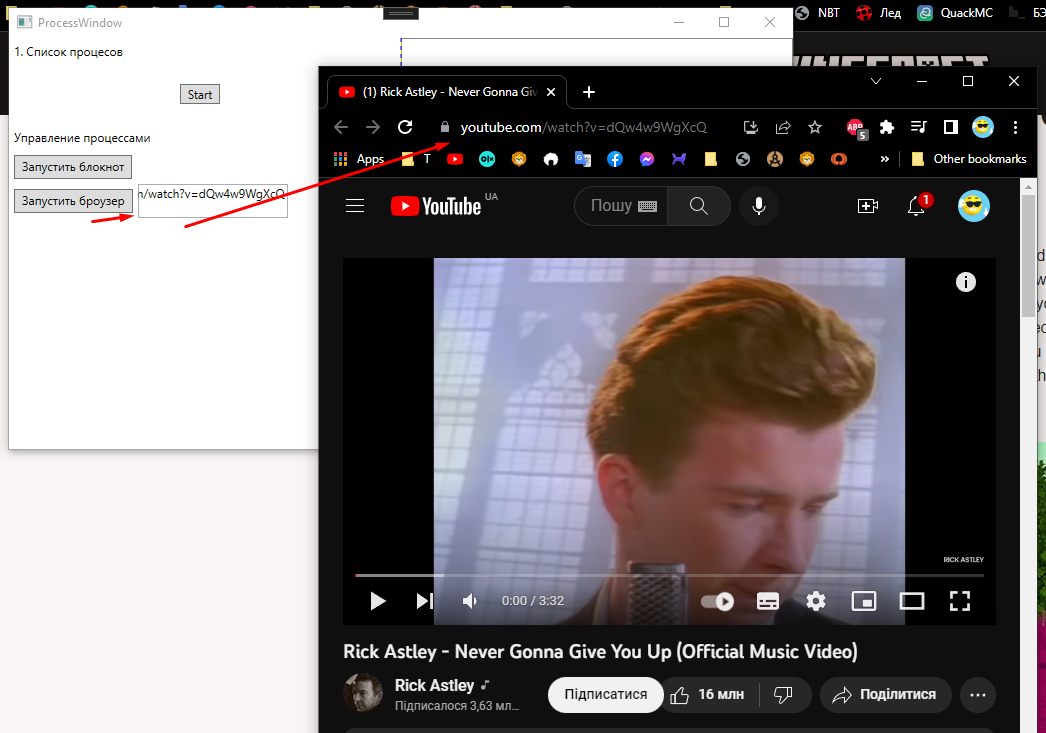 ProcessWindow
NBT
Лед
QuackMC
БЭ
1. Список процесов
Start
Управление процессами
Запустить блокнот
Запустить броузер
n/watch?v=dQw4w9WgXcQ
(1) Rick Astley - Never Gonna Giv
youtube.com/watch?v=dQw4w9WgXcQ
ABP
5
Apps
T
Other bookmarks
YouTube
UA
Пошу
1
RICK ASTLEY
0:00 / 3:32
Rick Astley - Never Gonna Give You Up (Official Music Video)
Rick Astley
Підписалося 3,63 мл...
Підписатися
16 млн
Поділитися